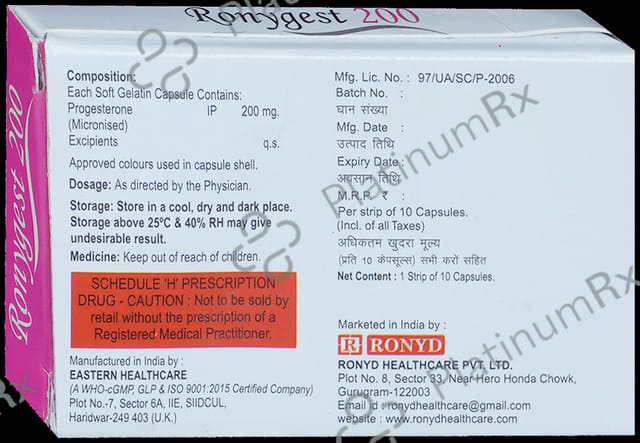 Ronygest 200
Ronygest 200
Composition:
Each Soft Gelatin Capsule Contains:
Progesterone IP 200 mg.
(Micronised)
Excipients q.s.
Approved colours used in capsule shell.
Dosage: As directed by the Physician.
Storage: Store in a cool, dry and dark place.
Storage above 25ºC & 40% RH may give
undesirable result.
Medicine: Keep out of reach of children.
SCHEDULE 'H' PRESCRIPTION
DRUG - CAUTION : Not to be sold by
retail without the prescription of a
Registered Medical Practitioner.
Manufactured in India by :
EASTERN HEALTHCARE
(A WHO-cGMP, GLP & ISO 9001:2015 Certified Company)
Plot No.-7, Sector 6A, IIE, SIIDCUL,
Haridwar-249 403 (U.K.)
Mfg. Lic. No. : 97/UA/SC/P-2006
Batch No. :
घान संख्या
Mfg. Date :
उत्पाद तिथि
Expiry Date :
अवसान तिथि
M.R.P. ₹ :
Per strip of 10 Capsules.
(Incl. of all Taxes)
अधिकतम खुदरा मूल्य
(प्रति 10 कैपसूल्स) सभी करों सहित
Net Content : 1 Strip of 10 Capsules.
Marketed in India by :
R RONYD
RONYD HEALTHCARE PVT. LTD.
Plot No. 8, Sector 33, Near Hero Honda Chowk,
Gurugram-122003
Email : ronydhealthcare@gmail.com
website : www.ronydhealthcare.com
PlatinumRx
PlatinumRx
PlatinumRx